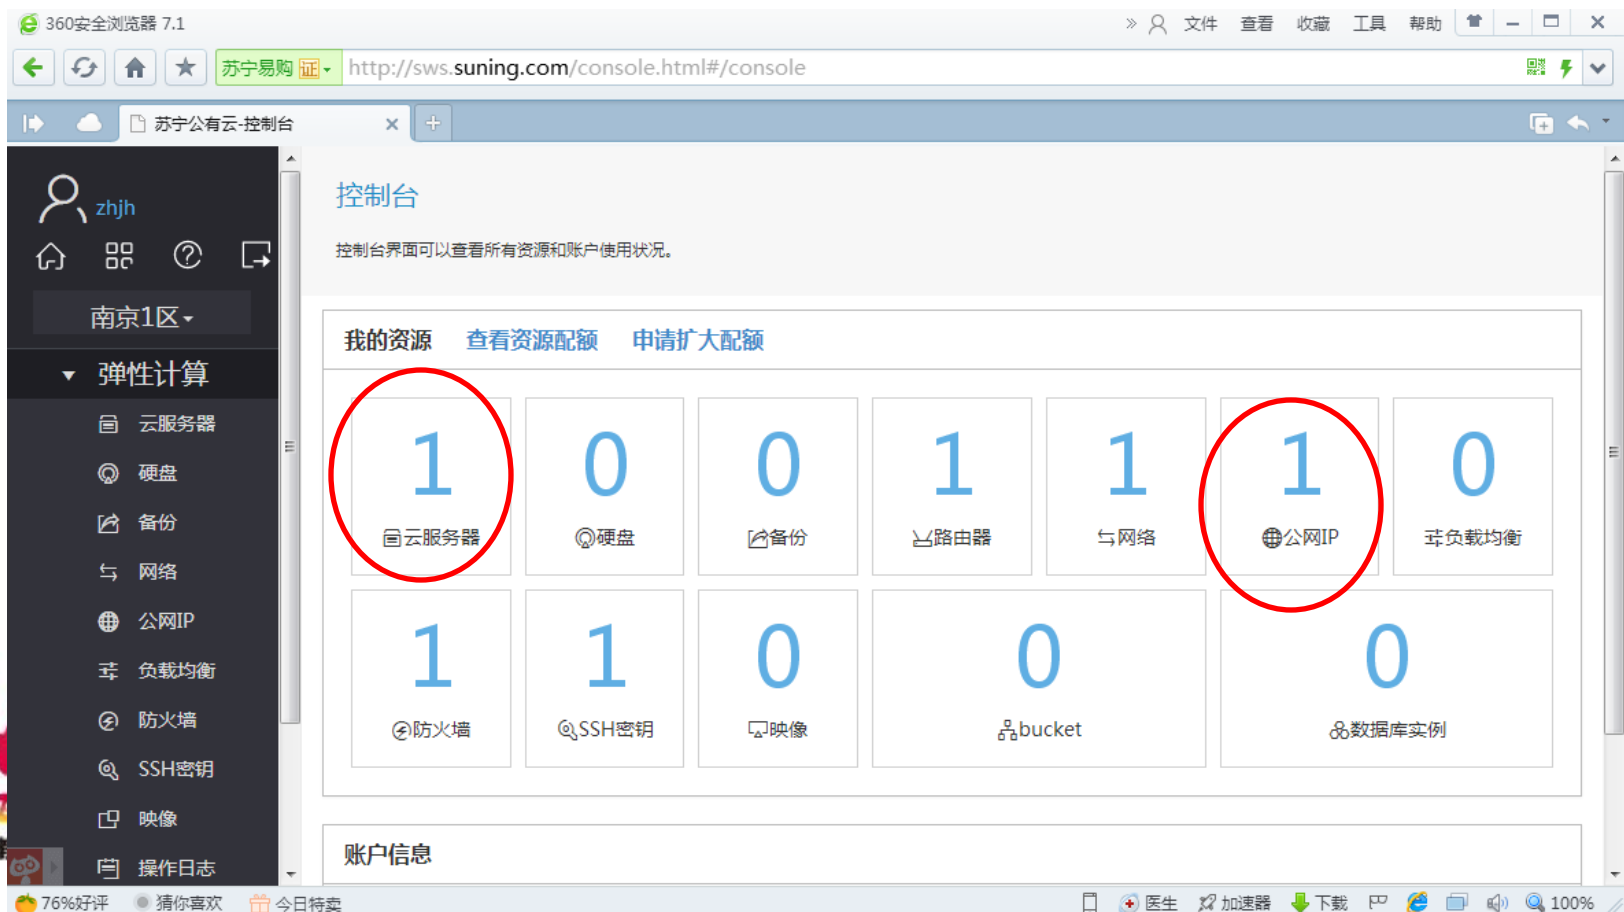 360安全浏览器 7.1
» 文件 查看 收藏 工具 帮助
苏宁易购 证 http://sws.suning.com/console.html#/console
苏宁公有云-控制台
zhjh
南京1区
弹性计算
云服务器
硬盘
备份
网络
公网IP
负载均衡
防火墙
SSH密钥
映像
操作日志
控制台
控制台界面可以查看所有资源和账户使用状况。
我的资源 查看资源配额 申请扩大配额
1 0 0 1 1 1 0
云服务器 硬盘 备份 路由器 网络 公网IP 负载均衡
1 1 0 0 0
防火墙 SSH密钥 映像 bucket 数据库实例
账户信息
76%好评 猜你喜欢 今日特卖 医生 加速器 下载 100%